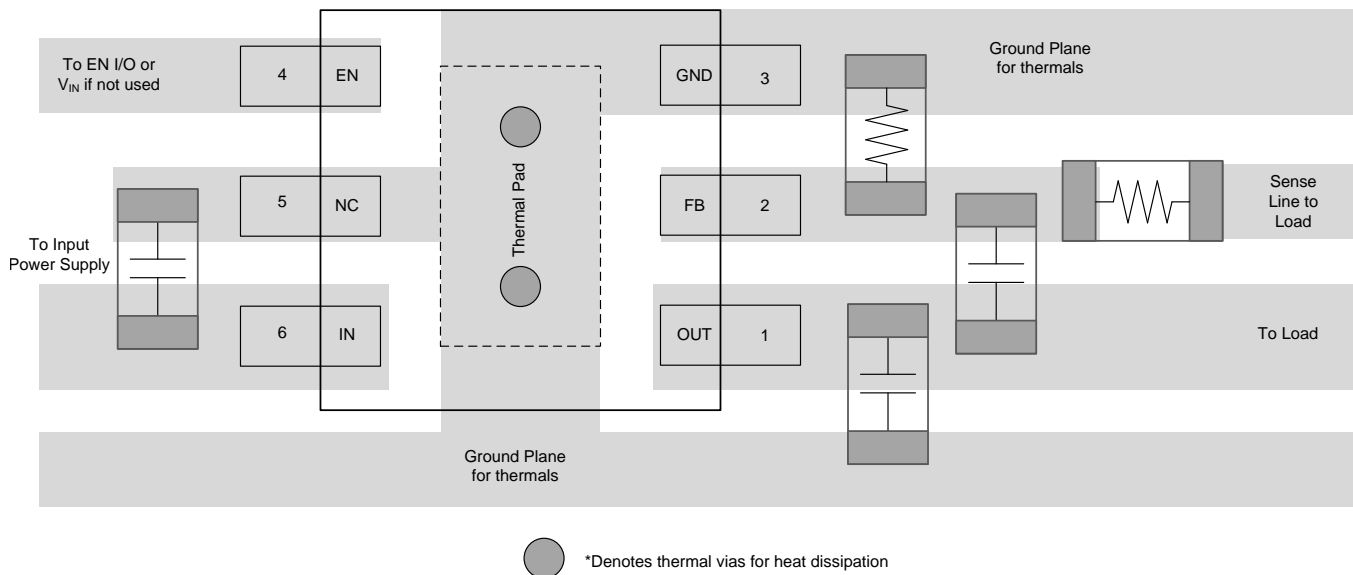 To EN I/O or
VIN if not used
4
EN
GND
3
Ground Plane
for thermals
Thermal Pad
5
NC
FB
2
Sense
Line to
Load
To Input
Power Supply
6
IN
OUT
1
To Load
Ground Plane
for thermals
*Denotes thermal vias for heat dissipation